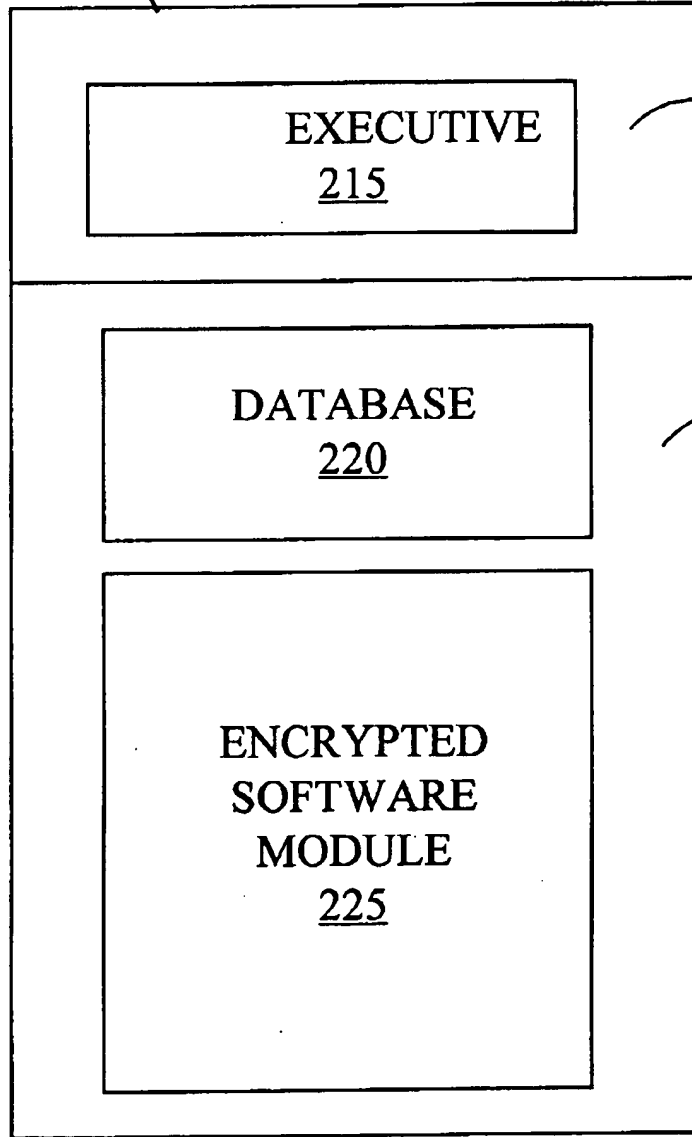 EXECUTIVE
215
DATABASE
220
ENCRYPTED
SOFTWARE
MODULE
225